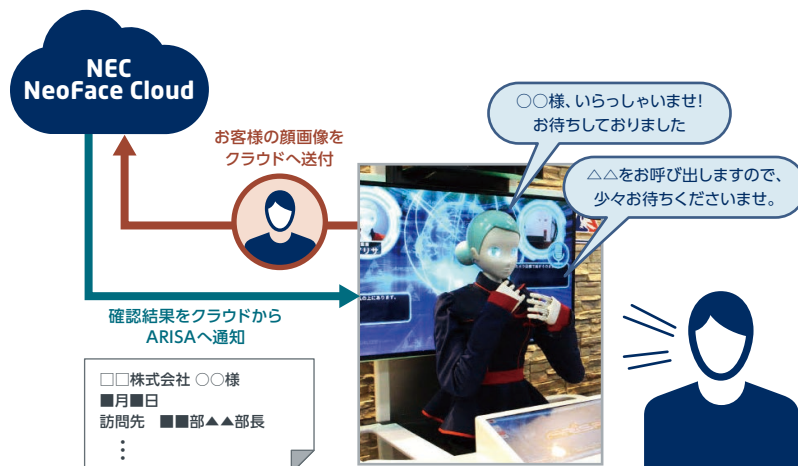 NEC
NeoFace Cloud
お客様の顔画像を
クラウドへ送付
○○様、いらっしゃいませ!
お待ちしておりました
△△をお呼び出しますので、
少々お待ちくださいませ。
確認結果をクラウドから
ARISAへ通知
□□株式会社 ○○様
■月■日
訪問先　■■部▲▲部長
⋮